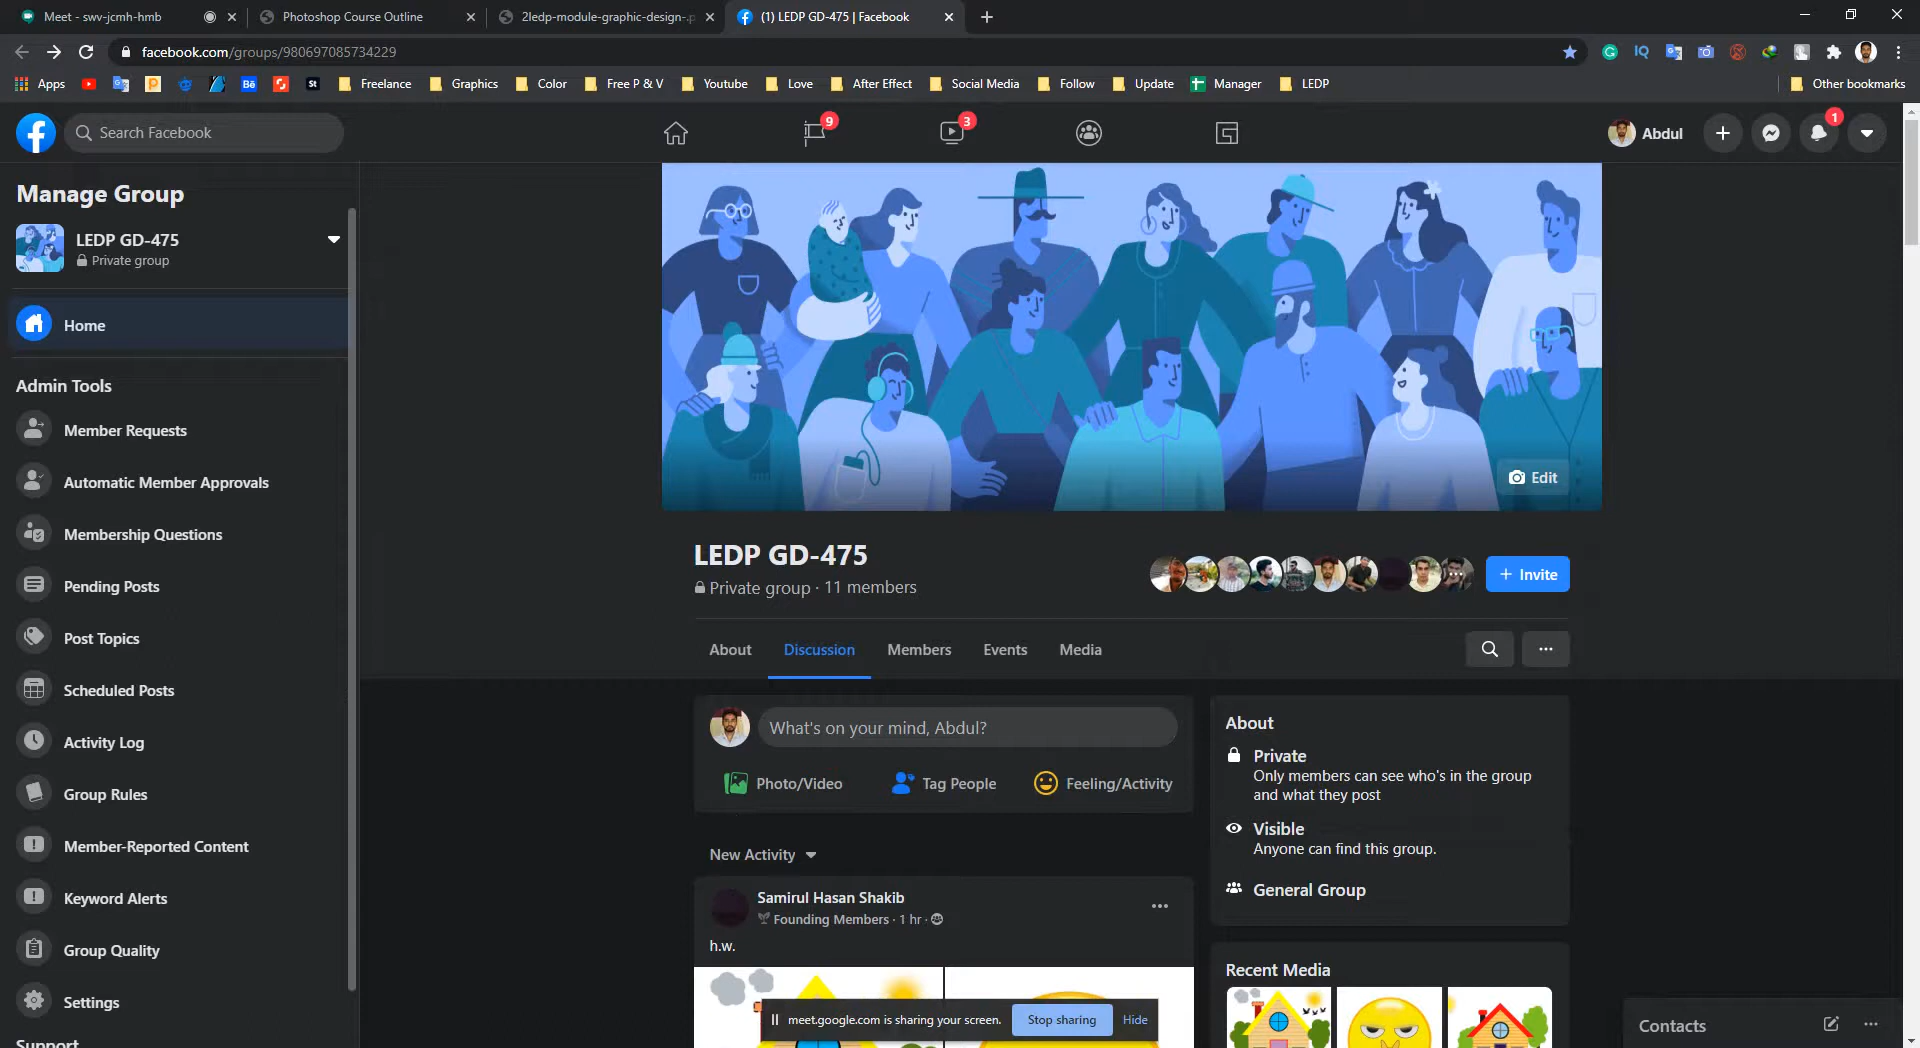 Meet - swv-jcmh-hmb
Photoshop Course Outline
2ledp-module-graphic-design-.p
(1) LEDP GD-475 | Facebook
facebook.com/groups/980697085734229
Apps
Freelance
Graphics
Color
Free P & V
Youtube
Love
After Effect
Social Media
Follow
Update
Manager
LEDP
Other bookmarks
Search Facebook
9
3
Abdul
1
Manage Group
LEDP GD-475
Private group
Home
Admin Tools
Member Requests
Automatic Member Approvals
Membership Questions
Pending Posts
Post Topics
Scheduled Posts
Activity Log
Group Rules
Member-Reported Content
Keyword Alerts
Group Quality
Settings
Support
Edit
LEDP GD-475
Private group · 11 members
+ Invite
About
Discussion
Members
Events
Media
What's on your mind, Abdul?
Photo/Video
Tag People
Feeling/Activity
New Activity
Samirul Hasan Shakib
Founding Members · 1 hr ·
h.w.
About
Private
Only members can see who's in the group
and what they post
Visible
Anyone can find this group.
General Group
Recent Media
meet.google.com is sharing your screen.
Stop sharing
Hide
Contacts